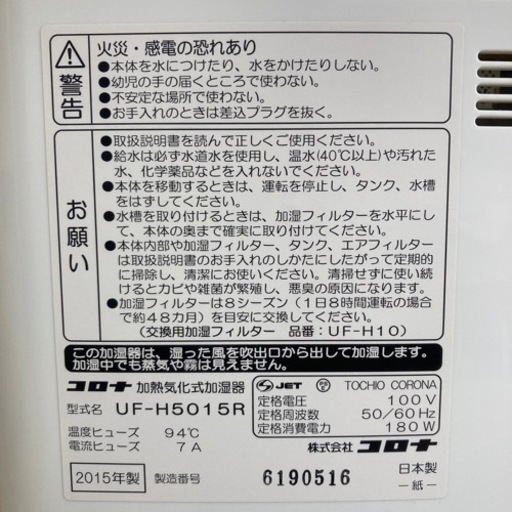 警告
火災・感電の恐れあり
●本体を水につけたり、水をかけたりしない。
●幼児の手の届くところで使わない。
●不安定な場所で使わない。
●お手入れのときは差込プラグを抜く。
お願い
●取扱説明書を読んで正しくご使用ください。
●給水は必ず水道水を使用し、温水(40℃以上)や汚れた
水、化学薬品などを入れないでください。
●本体を移動するときは、運転を停止し、タンク、水槽
をはずしてください。
●水槽を取り付けるときは、加湿フィルターを水平にし
て、本体の奥まで確実に取り付けてください。
●本体内部や加湿フィルター、タンク、エアフィルター
は取扱説明書のお手入れのしかたにしたがって定期的
に掃除し、清潔にお使いください。清掃せずに使い続
けるとカビや雑菌が繁殖し、悪臭の原因になります。
●加湿フィルターは8シーズン（1日8時間運転の場合
で約48カ月）を目安に交換してください。
(交換用加湿フィルター 品番：UF-H10)
この加湿器は、湿った風を吹出口から出して加湿します。
加湿中でも蒸気や霧は見えません。
コロナ 加熱気化式加湿器
型式名 UF-H5015R
温度ヒューズ 94℃
電流ヒューズ 7A
JET PSE TOCHIO CORONA
定格電圧 100V
定格周波数 50/60Hz
定格消費電力 180W
株式会社コロナ
2015年製 製造番号 6190516 日本製
－紙－